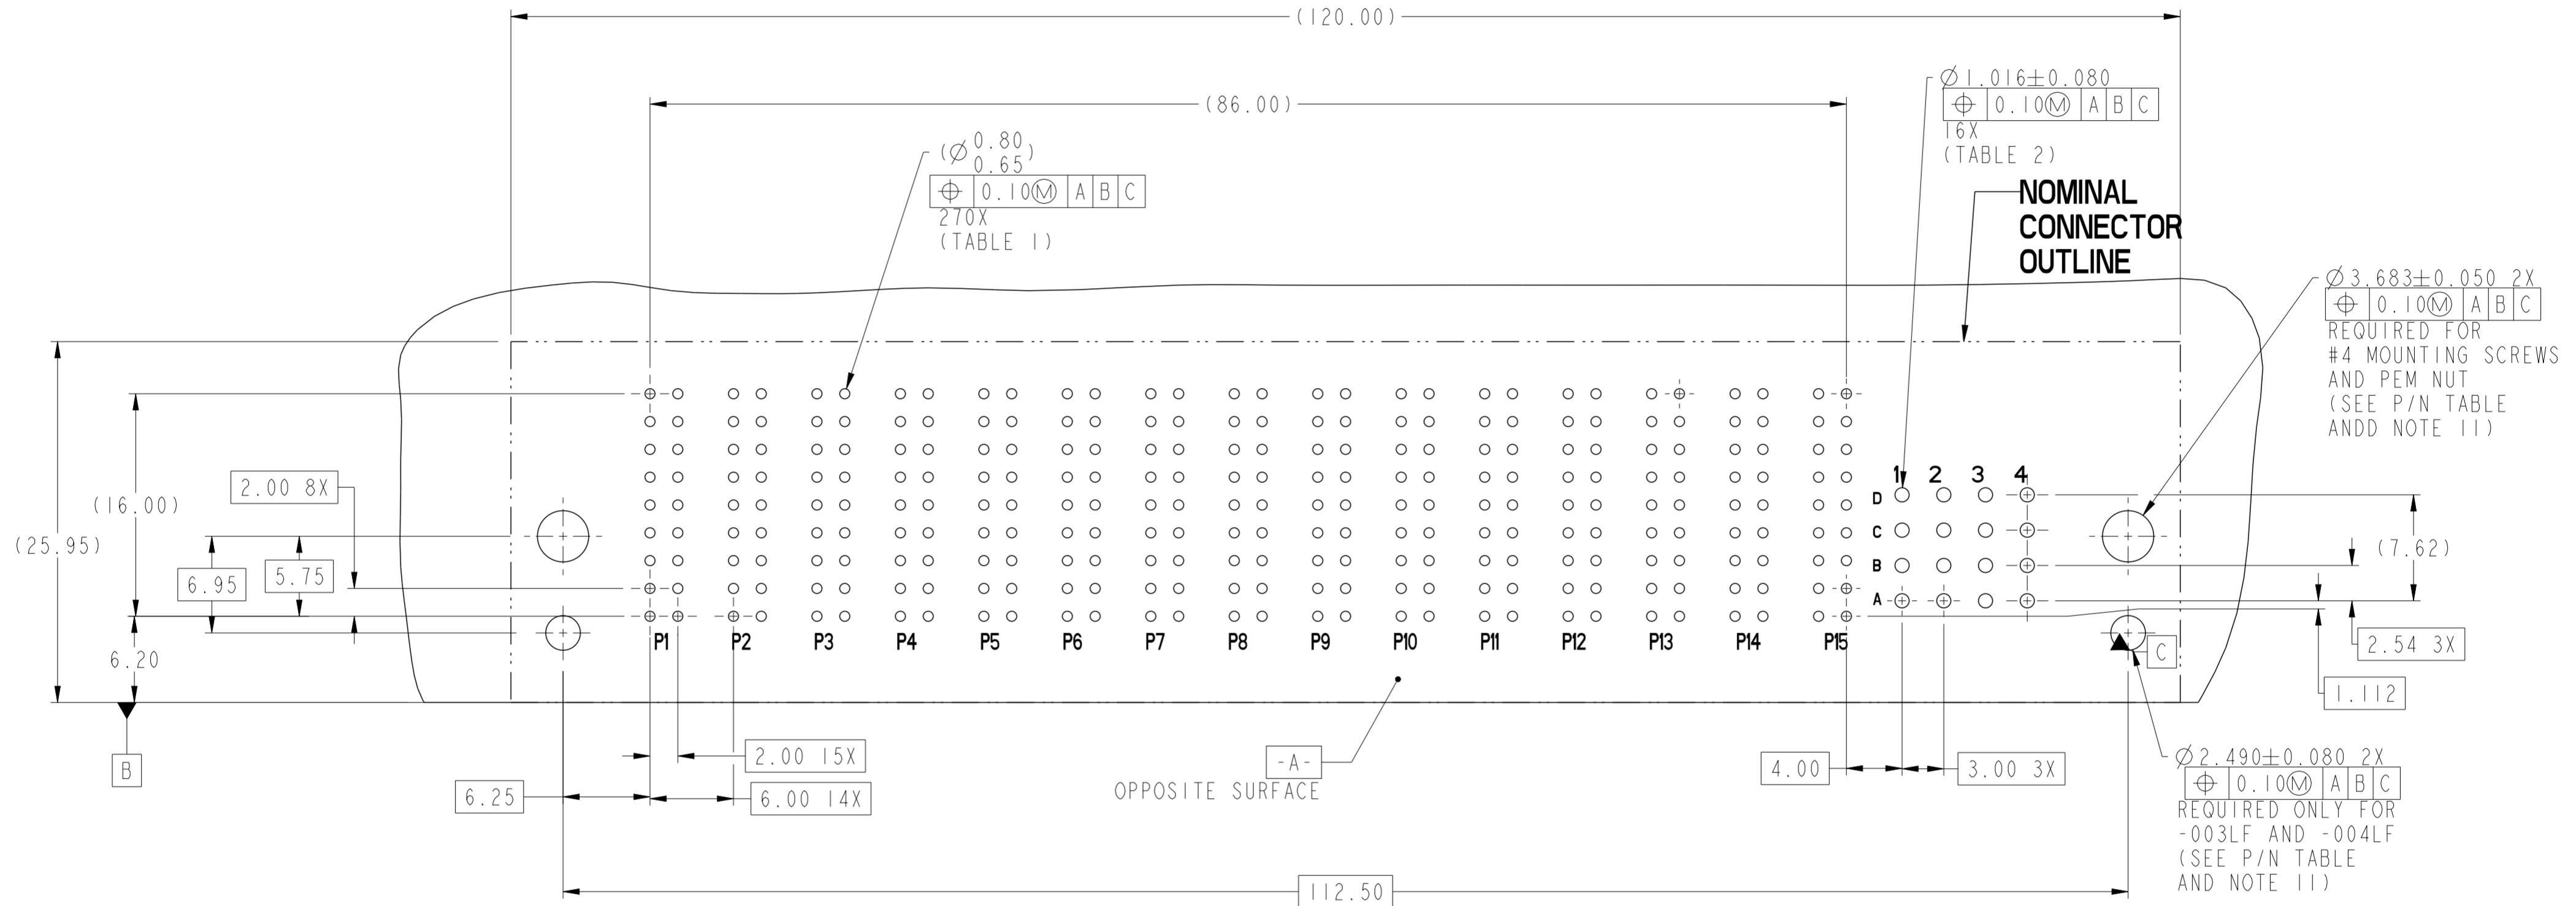 (120.00)
(86.00)
Ø1.016±0.080
⌖ 0.10Ⓜ A B C
16X
(TABLE 2)
(Ø 0.80
0.65)
⌖ 0.10Ⓜ A B C
270X
(TABLE 1)
NOMINAL
CONNECTOR
OUTLINE
Ø3.683±0.050 2X
⌖ 0.10Ⓜ A B C
REQUIRED FOR
#4 MOUNTING SCREWS
AND PEM NUT
(SEE P/N TABLE
ANDD NOTE 11)
1 2 3 4
D
C
B
A
2.00 8X
(16.00)
(25.95)
6.95
5.75
6.20
(7.62)
2.54 3X
1.112
P1 P2 P3 P4 P5 P6 P7 P8 P9 P10 P11 P12 P13 P14 P15
C
B
2.00 15X
6.25
6.00 14X
-A-
OPPOSITE SURFACE
4.00
3.00 3X
Ø2.490±0.080 2X
⌖ 0.10Ⓜ A B C
REQUIRED ONLY FOR
-003LF AND -004LF
(SEE P/N TABLE
AND NOTE 11)
112.50